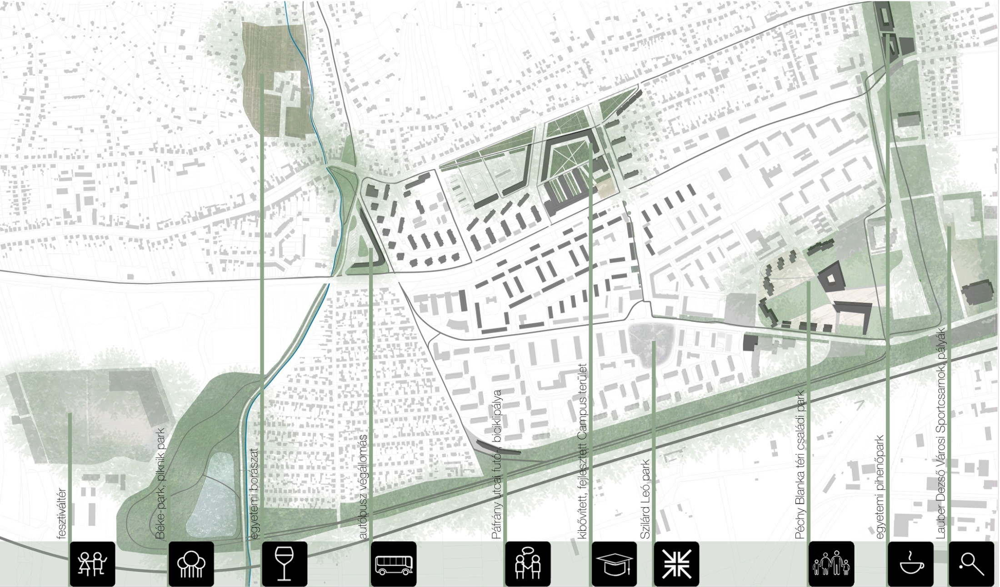 fesztiváltér
Béke-park, piknik park
egyetemi borászat
autóbusz végállomás
Páfrány utcai futó-, biciklipálya
kibővített, fejlesztett Campus terület
Szilárd Leó park
Péchy Blanka téri családi park
egyetemi pihenőpark
Lauber Dezső Városi Sportcsarnok, pályák